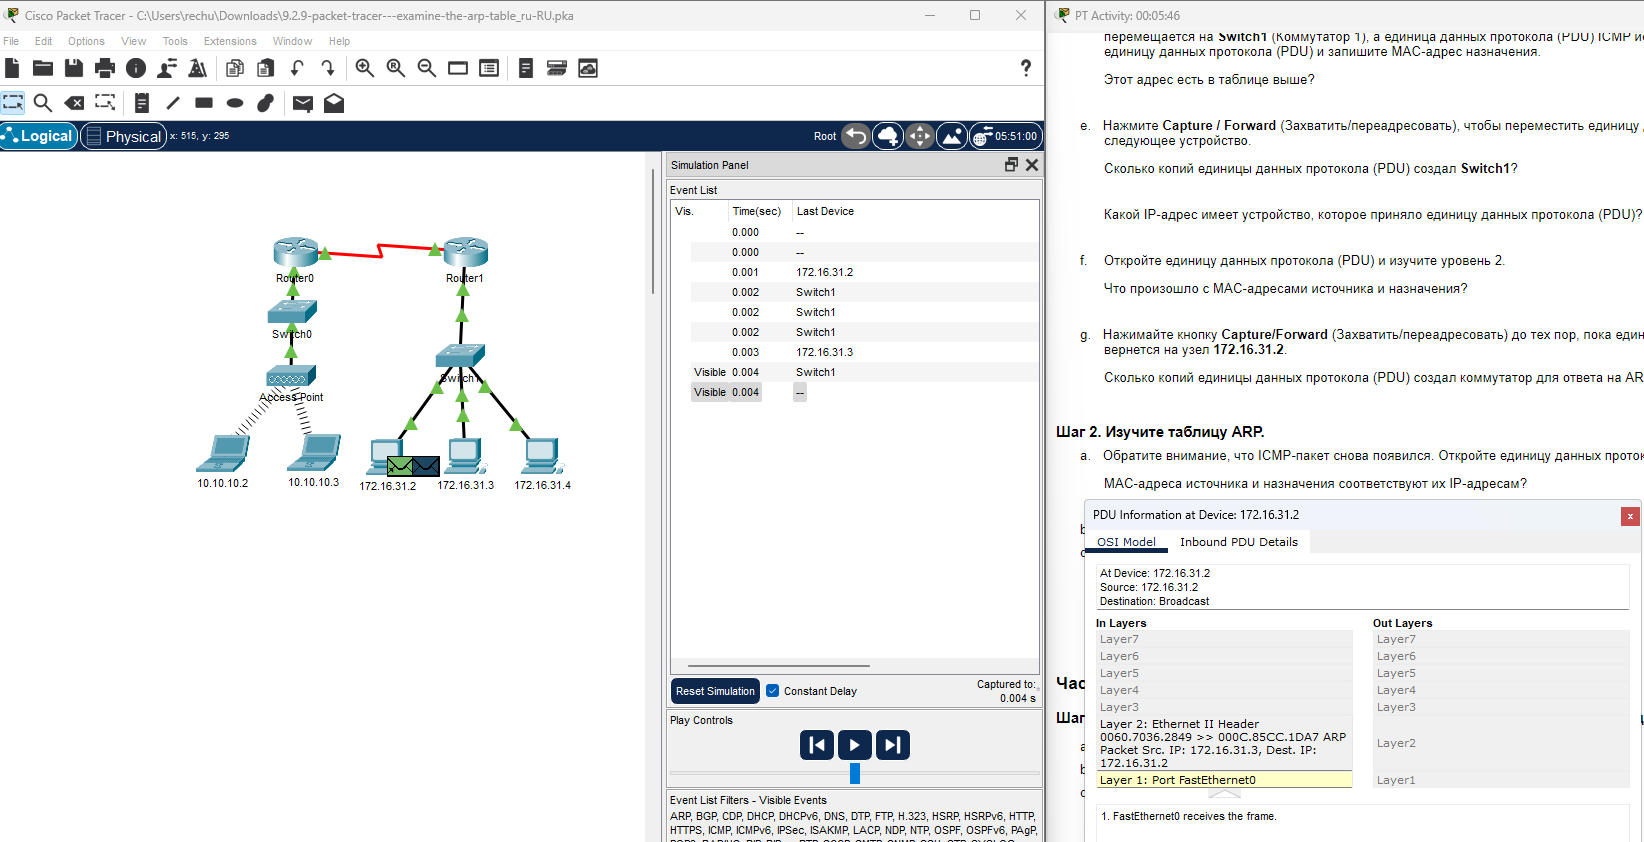 Cisco Packet Tracer - C:\Users\rechu\Downloads\9.2.9-packet-tracer---examine-the-arp-table_ru-RU.pka
File Edit Options View Tools Extensions Window Help
?
Logical Physical x: 515, y: 295
Root 05:51:00
Router0
Router1
Switch0
Switch1
Access Point
10.10.10.2
10.10.10.3
172.16.31.2
172.16.31.3
172.16.31.4
Simulation Panel
Event List
Vis. Time(sec) Last Device
0.000 --
0.000 --
0.001 172.16.31.2
0.002 Switch1
0.002 Switch1
0.002 Switch1
0.003 172.16.31.3
Visible 0.004 Switch1
Visible 0.004 --
Reset Simulation Constant Delay
Captured to:
0.004 s
Play Controls
Event List Filters - Visible Events
ARP, BGP, CDP, DHCP, DHCPv6, DNS, DTP, FTP, H.323, HSRP, HSRPv6, HTTP,
HTTPS, ICMP, ICMPv6, IPSec, ISAKMP, LACP, NDP, NTP, OSPF, OSPFv6, PAgP,
PT Activity: 00:05:46
перемещается на Switch1 (Коммутатор 1), а единица данных протокола (PDU) ICMP
единицу данных протокола (PDU) и запишите MAC-адрес назначения.
Этот адрес есть в таблице выше?
e. Нажмите Capture / Forward (Захватить/переадресовать), чтобы переместить единицу
следующее устройство.
Сколько копий единицы данных протокола (PDU) создал Switch1?
Какой IP-адрес имеет устройство, которое приняло единицу данных протокола (PDU)?
f. Откройте единицу данных протокола (PDU) и изучите уровень 2.
Что произошло с MAC-адресами источника и назначения?
g. Нажимайте кнопку Capture/Forward (Захватить/переадресовать) до тех пор, пока един
вернется на узел 172.16.31.2.
Сколько копий единицы данных протокола (PDU) создал коммутатор для ответа на AR
Шаг 2. Изучите таблицу ARP.
a. Обратите внимание, что ICMP-пакет снова появился. Откройте единицу данных проток
MAC-адреса источника и назначения соответствуют их IP-адресам?
Час
Шаг
PDU Information at Device: 172.16.31.2
x
OSI Model Inbound PDU Details
At Device: 172.16.31.2
Source: 172.16.31.2
Destination: Broadcast
In Layers Out Layers
Layer7 Layer7
Layer6 Layer6
Layer5 Layer5
Layer4 Layer4
Layer3 Layer3
Layer 2: Ethernet II Header
0060.7036.2849 >> 000C.85CC.1DA7 ARP
Packet Src. IP: 172.16.31.3, Dest. IP:
172.16.31.2
Layer2
Layer 1: Port FastEthernet0 Layer1
1. FastEthernet0 receives the frame.